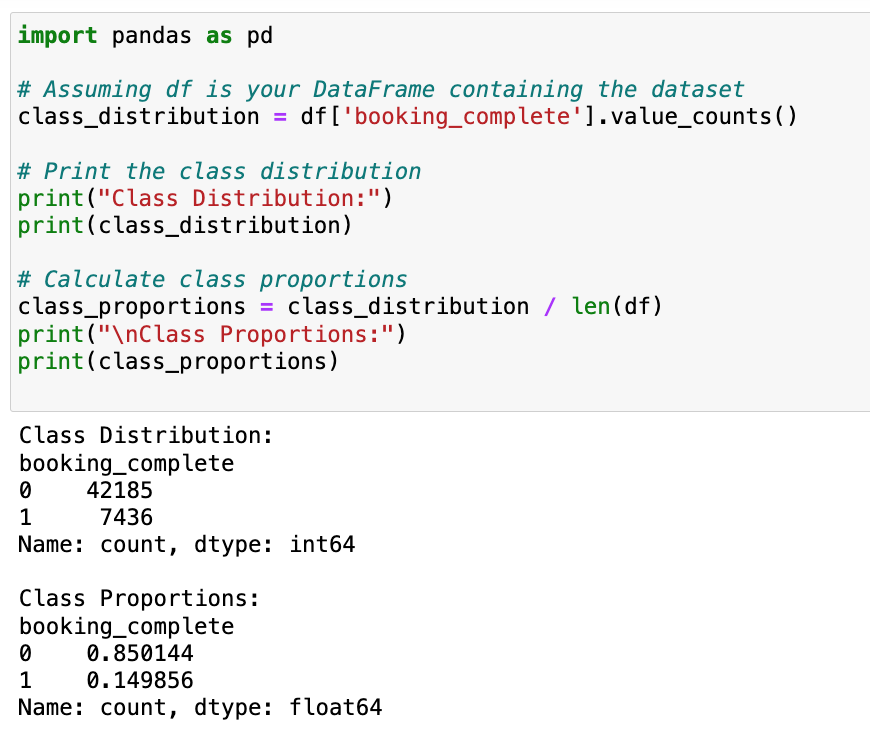 import pandas as pd
# Assuming df is your DataFrame containing the dataset
class_distribution = df['booking_complete'].value_counts()
# Print the class distribution
print("Class Distribution:")
print(class_distribution)
# Calculate class proportions
class_proportions = class_distribution / len(df)
print("\nClass Proportions:")
print(class_proportions)
Class Distribution:
booking_complete
0    42185
1     7436
Name: count, dtype: int64
Class Proportions:
booking_complete
0    0.850144
1    0.149856
Name: count, dtype: float64